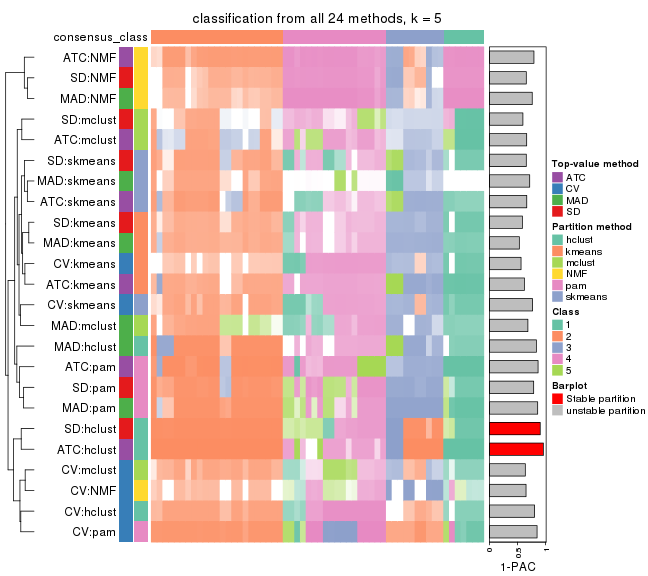 classification from all 24 methods, k = 5
consensus_class
ATC:NMF
SD:NMF
MAD:NMF
SD:mclust
ATC:mclust
SD:skmeans
MAD:skmeans
ATC:skmeans
SD:kmeans
MAD:kmeans
CV:kmeans
ATC:kmeans
CV:skmeans
MAD:mclust
MAD:hclust
ATC:pam
SD:pam
MAD:pam
SD:hclust
ATC:hclust
CV:mclust
CV:NMF
CV:hclust
CV:pam
0
0.5
1
1-PAC
Top-value method
ATC
CV
MAD
SD
Partition method
hclust
kmeans
mclust
NMF
pam
skmeans
Class
1
2
3
4
5
Barplot
Stable partition
unstable partition